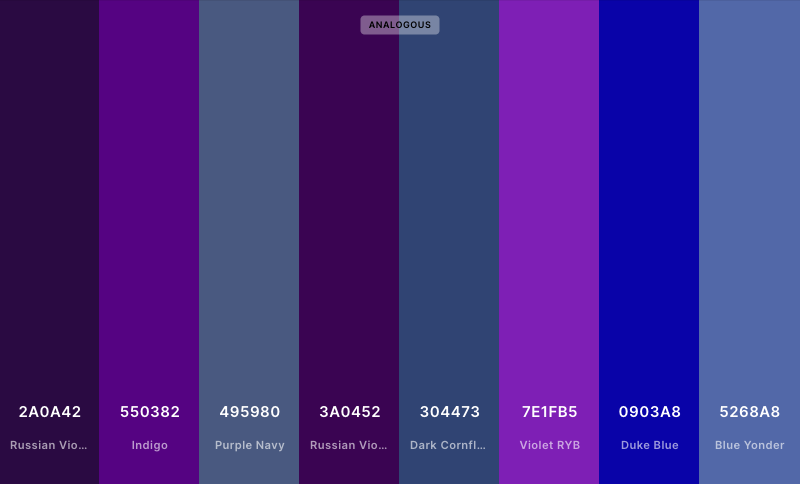 ANALOGOUS
2A0A42 550382 495980 3A0452 304473 7E1FB5 0903A8 5268A8
Russian Vio... Indigo Purple Navy Russian Vio... Dark Cornfl... Violet RYB Duke Blue Blue Yonder